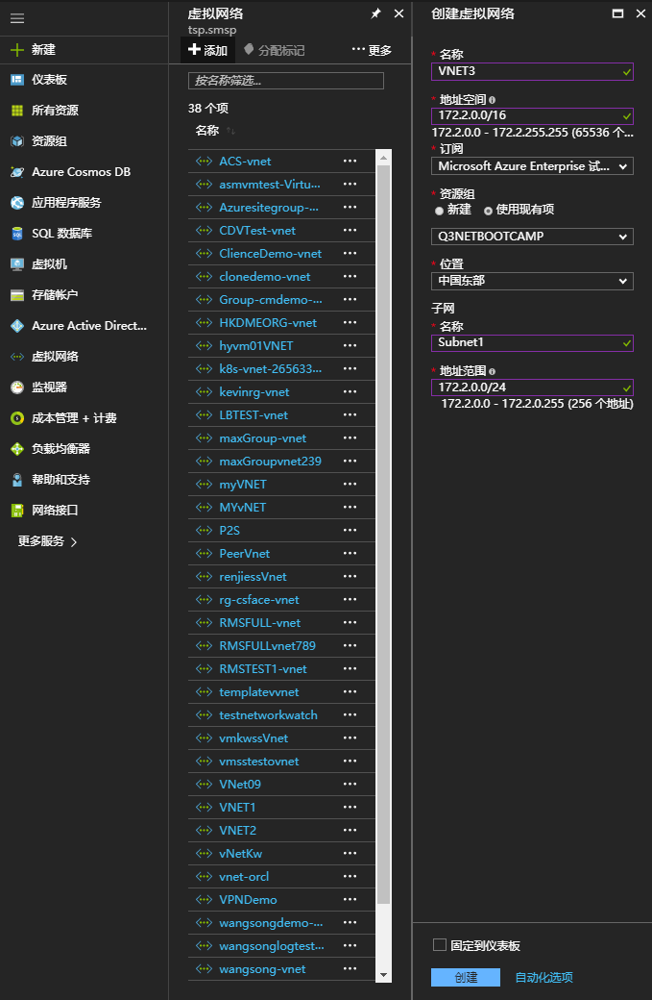 新建
仪表板
所有资源
资源组
Azure Cosmos DB
应用程序服务
SQL 数据库
虚拟机
存储帐户
Azure Active Direct...
虚拟网络
监视器
成本管理 + 计费
负载均衡器
帮助和支持
网络接口
更多服务
虚拟网络
tsp.smsp
添加
分配标记
更多
按名称筛选...
38 个项
名称
ACS-vnet
asmvmtest-Virtu...
Azuresitegroup-...
CDVTest-vnet
ClienceDemo-vnet
clonedemo-vnet
Group-cmdemo-...
HKDMEORG-vnet
hyvm01VNET
k8s-vnet-265633...
kevinrg-vnet
LBTEST-vnet
maxGroup-vnet
maxGroupvnet239
myVNET
MYvNET
P2S
PeerVnet
renjiessVnet
rg-csface-vnet
RMSFULL-vnet
RMSFULLvnet789
RMSTEST1-vnet
templatevvnet
testnetworkwatch
vmkwssVnet
vmsstestovnet
VNet09
VNET1
VNET2
vNetKw
vnet-orcl
VPNDemo
wangsongdemo-...
wangsonglogtest...
wangsong-vnet
创建虚拟网络
* 名称
VNET3
* 地址空间
172.2.0.0/16
172.2.0.0 - 172.2.255.255 (65536 个...
* 订阅
Microsoft Azure Enterprise 试...
* 资源组
新建 使用现有项
Q3NETBOOTCAMP
* 位置
中国东部
子网
* 名称
Subnet1
* 地址范围
172.2.0.0/24
172.2.0.0 - 172.2.0.255 (256 个地址)
固定到仪表板
创建
自动化选项